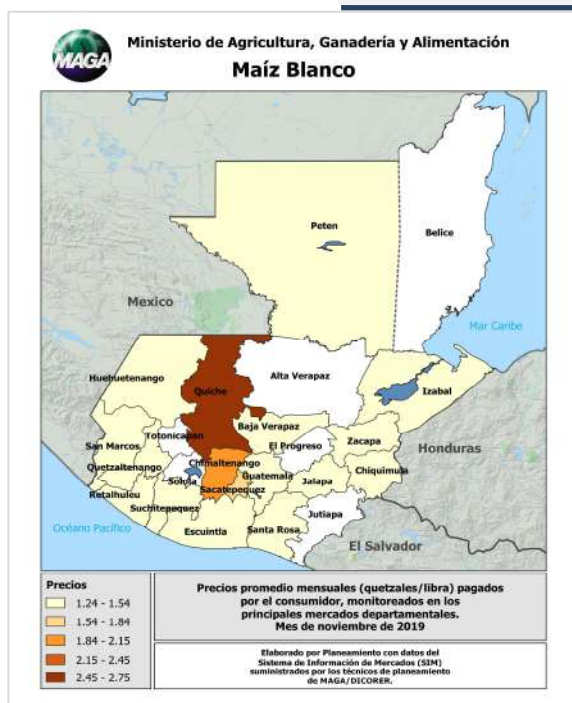 MAGA
Ministerio de Agricultura, Ganadería y Alimentación
Maíz Blanco
Peten
Belice
Mexico
Mar Caribe
Huehuetenango
Quiche
Alta Verapaz
Izabal
Baja Verapaz
Totonicapan
San Marcos
El Progreso
Zacapa
Honduras
Quetzaltenango
Chimaltenango
Guatemala
Chiquimula
Solola
Jalapa
Retalhuleu
Sacatepequez
Suchitepequez
Jutiapa
Océano Pacífico
Escuintla
Santa Rosa
El Salvador
Precios
1.24 - 1.54
1.54 - 1.84
1.84 - 2.15
2.15 - 2.45
2.45 - 2.75
Precios promedio mensuales (quetzales/libra) pagados
por el consumidor, monitoreados en los
principales mercados departamentales.
Mes de noviembre de 2019
Elaborado por Planeamiento con datos del
Sistema de Información de Mercados (SIM)
suministrados por los técnicos de planeamiento
de MAGA/DICORER.